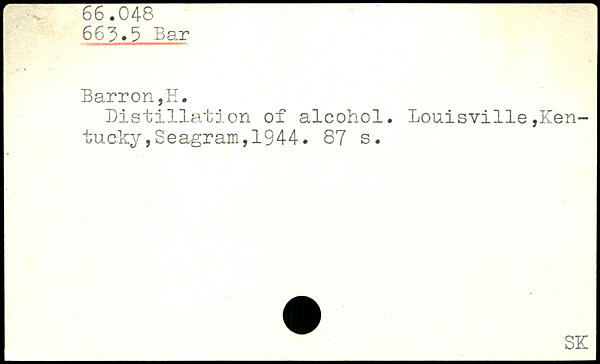 66.048
663.5 Bar
Barron,H.
Distillation of alcohol. Louisville,Ken-
tucky,Seagram,1944. 87 s.
SK